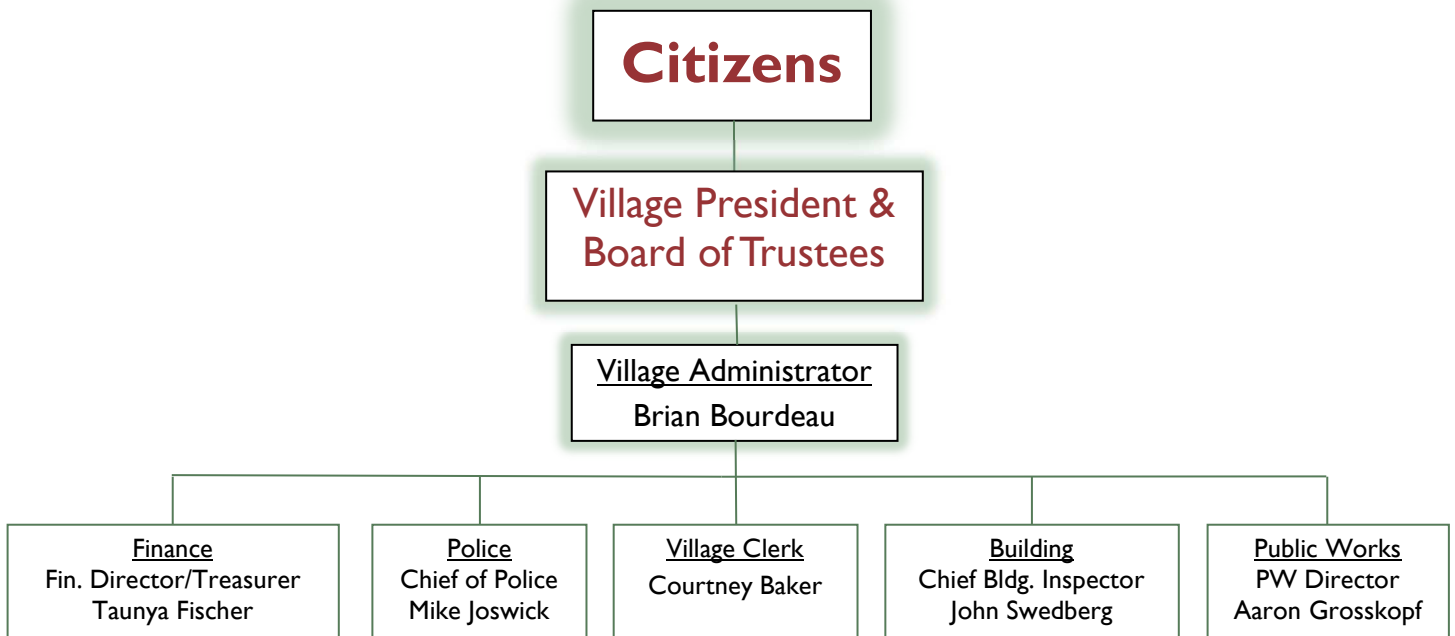 Citizens
Village President &
Board of Trustees
Village Administrator
Brian Bourdeau
Finance
Fin. Director/Treasurer
Taunya Fischer
Police
Chief of Police
Mike Joswick
Village Clerk
Courtney Baker
Building
Chief Bldg. Inspector
John Swedberg
Public Works
PW Director
Aaron Grosskopf